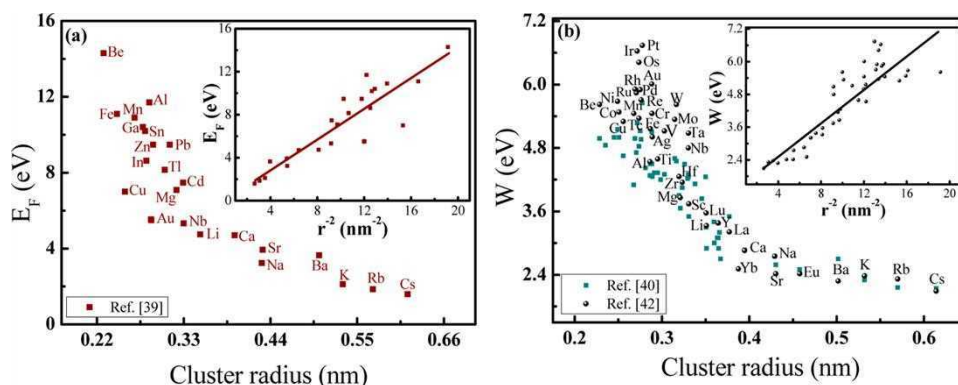 (a)
E_F (eV)
16
12
8
4
0
0.22 0.33 0.44 0.55 0.66
Cluster radius (nm)
Be
Al
Fe
Mn
Ga
Sn
Zn
Pb
In
Tl
Cu
Cd
Mg
Au
Nb
Li
Ca
Sr
Na
Ba
K
Rb
Cs
Ref. [39]
E_F (eV)
16
12
8
4
0
4 8 12 16 20
r⁻² (nm⁻²)
(b)
W (eV)
7.2
6.0
4.8
3.6
2.4
0.2 0.3 0.4 0.5 0.6
Cluster radius (nm)
Ir
Pt
Os
Au
Rh
Ru
Pd
Re
W
Be
Ni
Co
Mn
Cr
Mo
Cu
Fe
V
Ta
Ag
Nb
Al
Ti
Zr
Hf
Mg
Sc
Lu
Li
Y
La
Ca
Yb
Na
Sr
Eu
Ba
K
Rb
Cs
Ref. [40]
Ref. [42]
W (eV)
7.2
6.0
4.8
3.6
2.4
4 8 12 16 20
r⁻² (nm⁻²)